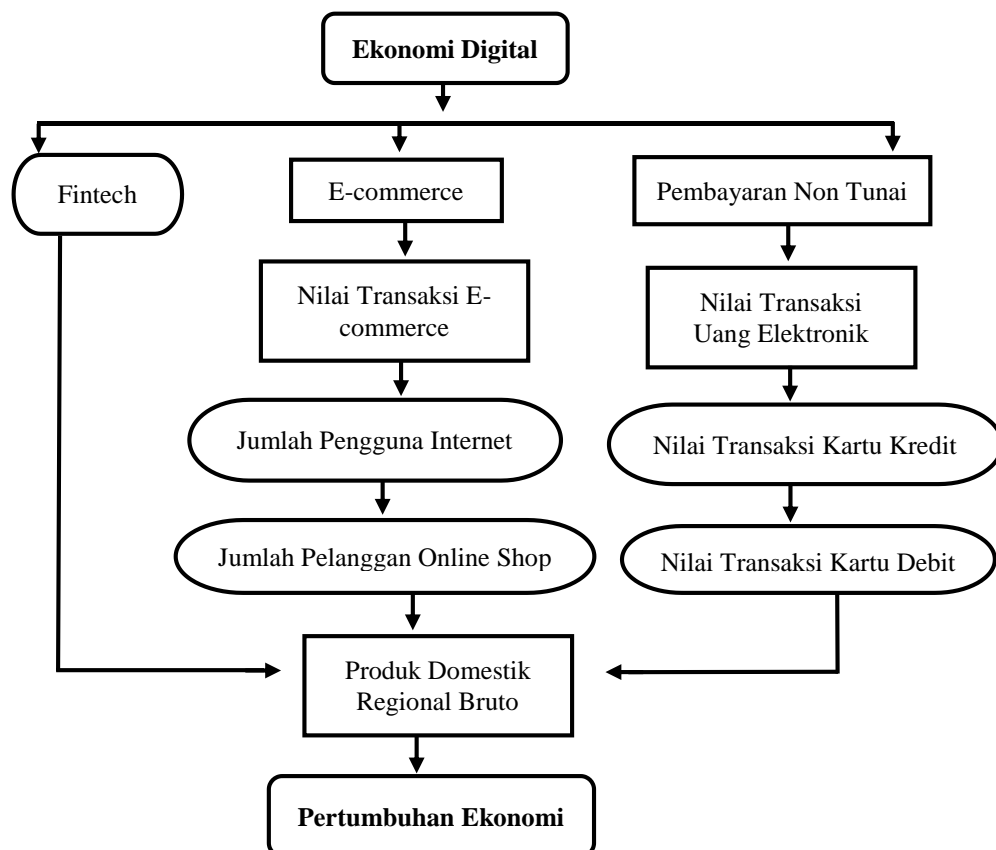 Ekonomi Digital
Fintech
E-commerce
Pembayaran Non Tunai
Nilai Transaksi E-
commerce
Nilai Transaksi
Uang Elektronik
Jumlah Pengguna Internet
Nilai Transaksi Kartu Kredit
Jumlah Pelanggan Online Shop
Nilai Transaksi Kartu Debit
Produk Domestik
Regional Bruto
Pertumbuhan Ekonomi